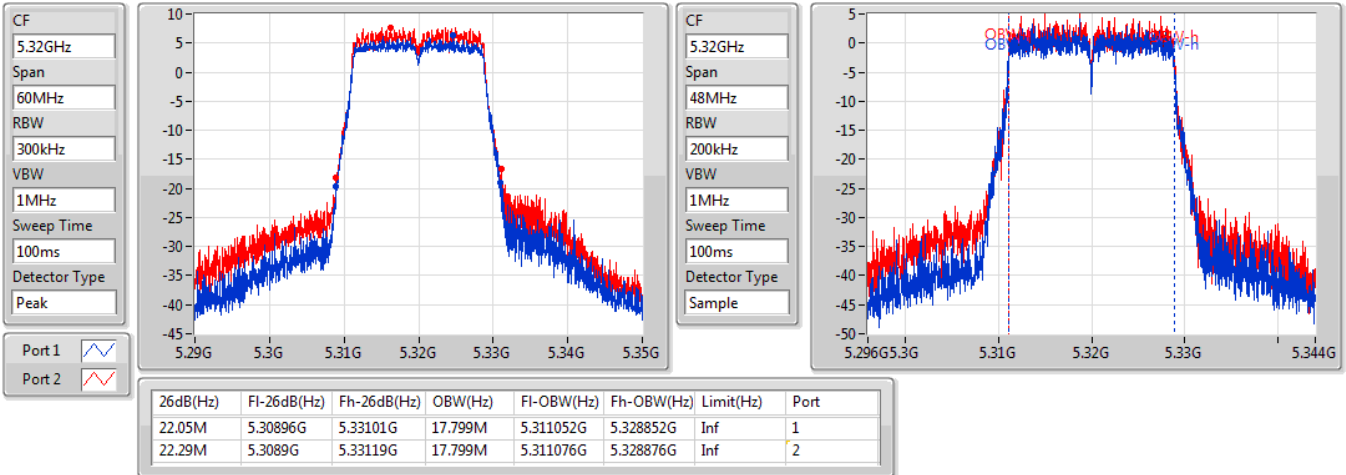 CF
5.32GHz
Span
60MHz
RBW
300kHz
VBW
1MHz
Sweep Time
100ms
Detector Type
Peak
Port 1
Port 2
10
5
0
-5
-10
-15
-20
-25
-30
-35
-40
-45
5.29G 5.3G 5.31G 5.32G 5.33G 5.34G 5.35G
CF
5.32GHz
Span
48MHz
RBW
200kHz
VBW
1MHz
Sweep Time
100ms
Detector Type
Sample
5
0
-5
-10
-15
-20
-25
-30
-35
-40
-45
-50
5.296G 5.3G 5.31G 5.32G 5.33G 5.344G
26dB(Hz) Fl-26dB(Hz) Fh-26dB(Hz) OBW(Hz) Fl-OBW(Hz) Fh-OBW(Hz) Limit(Hz) Port
22.05M 5.30896G 5.33101G 17.799M 5.311052G 5.328852G Inf 1
22.29M 5.3089G 5.33119G 17.799M 5.311076G 5.328876G Inf 2